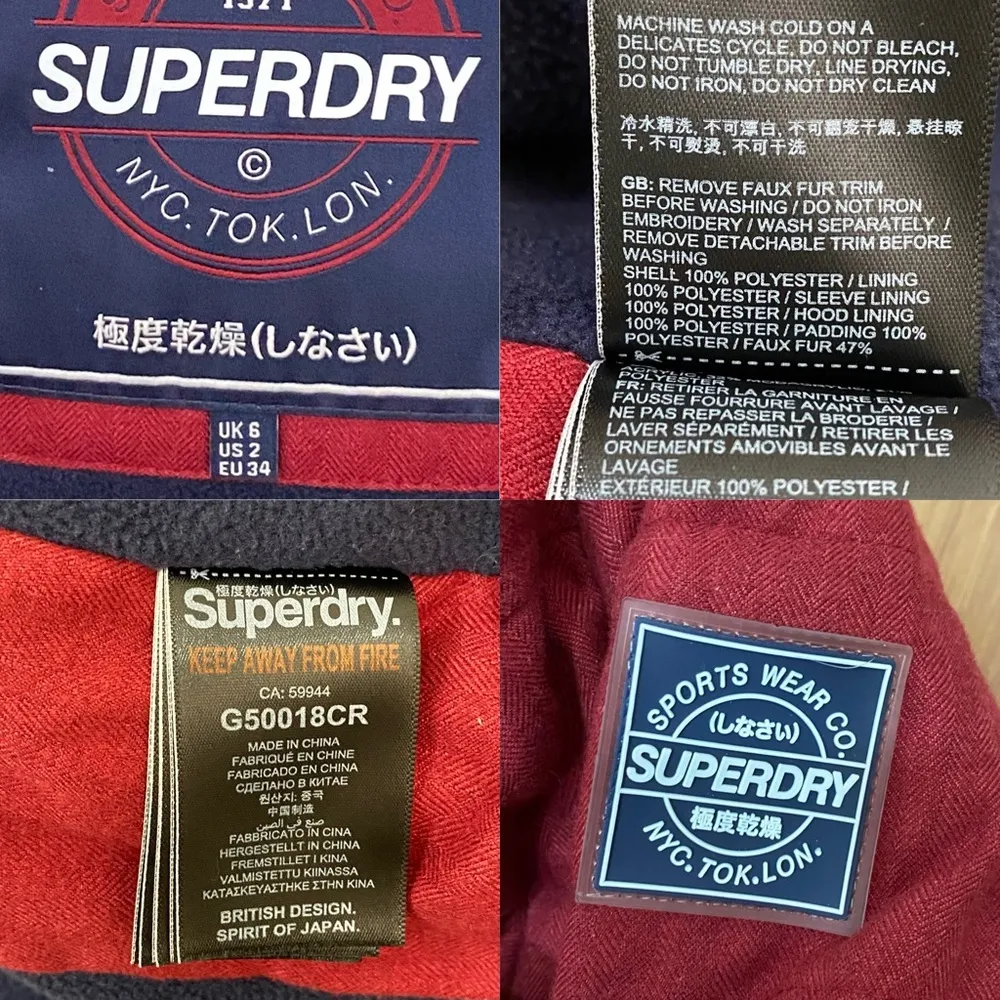 1571
SUPERDRY
©
NYC.TOK.LON.
極度乾燥(しなさい)
UK 6
US 2
EU 34
MACHINE WASH COLD ON A
DELICATES CYCLE, DO NOT BLEACH,
DO NOT TUMBLE DRY, LINE DRYING,
DO NOT IRON, DO NOT DRY CLEAN
冷水精洗, 不可漂白, 不可翻笼干燥, 悬挂晾
干, 不可熨烫, 不可干洗
GB: REMOVE FAUX FUR TRIM
BEFORE WASHING / DO NOT IRON
EMBROIDERY / WASH SEPARATELY /
REMOVE DETACHABLE TRIM BEFORE
WASHING
SHELL 100% POLYESTER / LINING
100% POLYESTER / SLEEVE LINING
100% POLYESTER / HOOD LINING
100% POLYESTER / PADDING 100%
POLYESTER / FAUX FUR 47%
POLYESTER
FR: RETIRER LA GARNITURE EN
FAUSSE FOURRURE AVANT LAVAGE /
NE PAS REPASSER LA BRODERIE /
LAVER SÉPARÉMENT / RETIRER LES
ORNEMENTS AMOVIBLES AVANT LE
LAVAGE
EXTÉRIEUR 100% POLYESTER /
極度乾燥(しなさい)
Superdry.
KEEP AWAY FROM FIRE
CA: 59944
G50018CR
MADE IN CHINA
FABRIQUÉ EN CHINE
FABRICADO EN CHINA
СДЕЛАНО В КИТАЕ
원산지: 중국
中国制造
صنع في الصين
FABBRICATO IN CINA
HERGESTELLT IN CHINA
FREMSTILLET I KINA
VALMISTETTU KIINASSA
ΚΑΤΑΣΚΕΥΑΣΤΗΚΕ ΣΤΗΝ ΚΙΝΑ
BRITISH DESIGN.
SPIRIT OF JAPAN.
SPORTS WEAR CO.
(しなさい)
SUPERDRY
極度乾燥
NYC.TOK.LON.